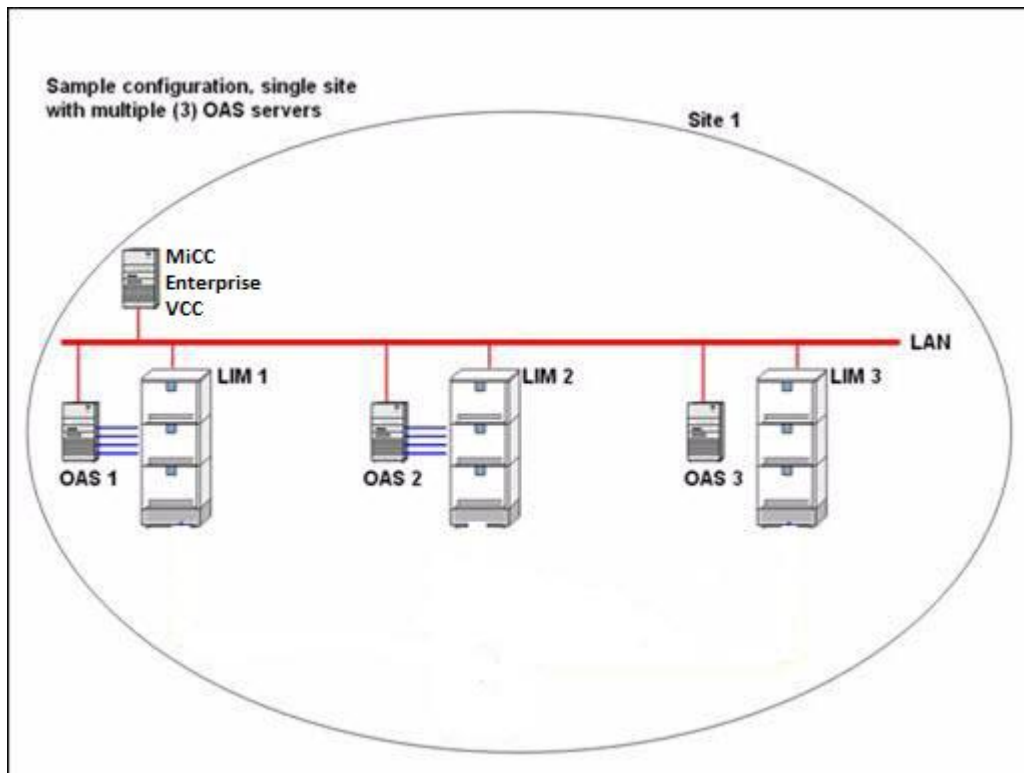 Sample configuration, single site
with multiple (3) OAS servers
Site 1
MiCC
Enterprise
VCC
LAN
LIM 1
LIM 2
LIM 3
OAS 1
OAS 2
OAS 3